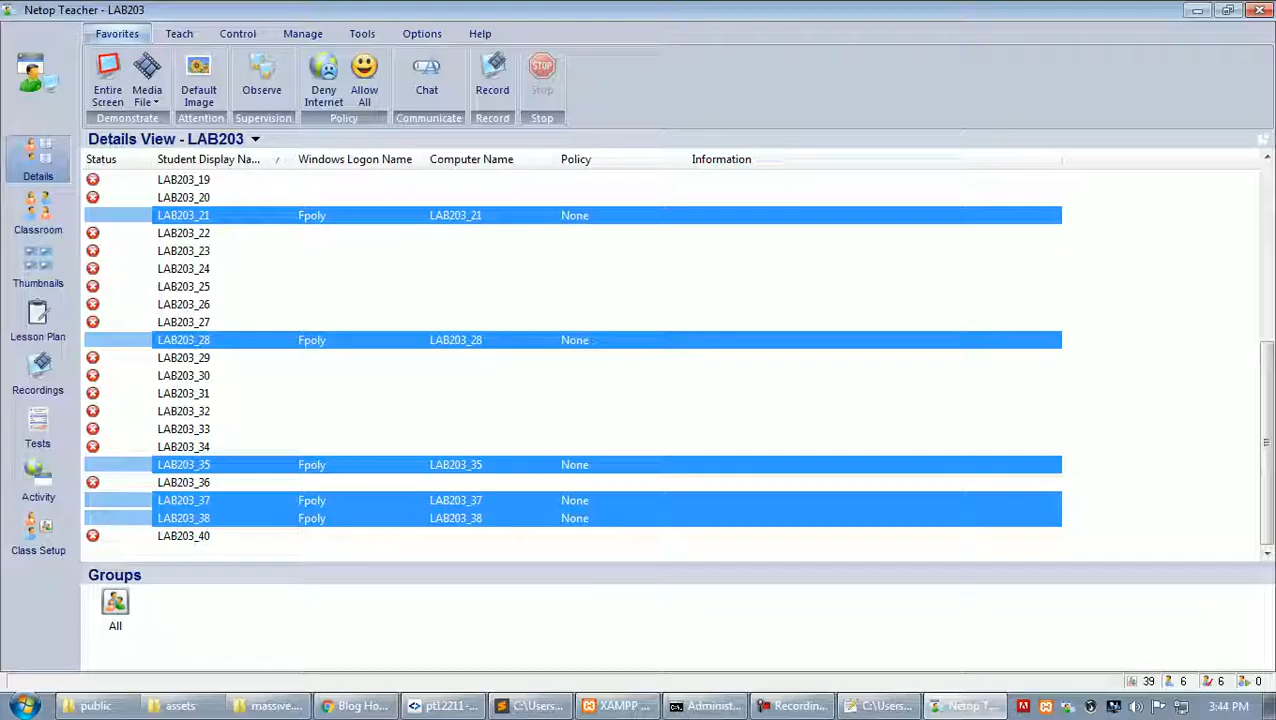 Netop Teacher - LAB203
Favorites Teach Control Manage Tools Options Help
Entire Screen Media File Default Image Observe Deny Internet Allow All Chat Record Stop
Demonstrate Attention Supervision Policy Communicate Record Stop
Details View - LAB203
Status Student Display Na... Windows Logon Name Computer Name Policy Information
LAB203_19
LAB203_20
LAB203_21 Fpoly LAB203_21 None
LAB203_22
LAB203_23
LAB203_24
LAB203_25
LAB203_26
LAB203_27
LAB203_28 Fpoly LAB203_28 None
LAB203_29
LAB203_30
LAB203_31
LAB203_32
LAB203_33
LAB203_34
LAB203_35 Fpoly LAB203_35 None
LAB203_36
LAB203_37 Fpoly LAB203_37 None
LAB203_38 Fpoly LAB203_38 None
LAB203_40
Details
Classroom
Thumbnails
Lesson Plan
Recordings
Tests
Activity
Class Setup
Groups
All
39 6 6 0
public assets massive... Blog Ho... pt12211-... C:\Users... XAMPP ... Administ... Recordin... C:\Users... Netop T... 3:44 PM